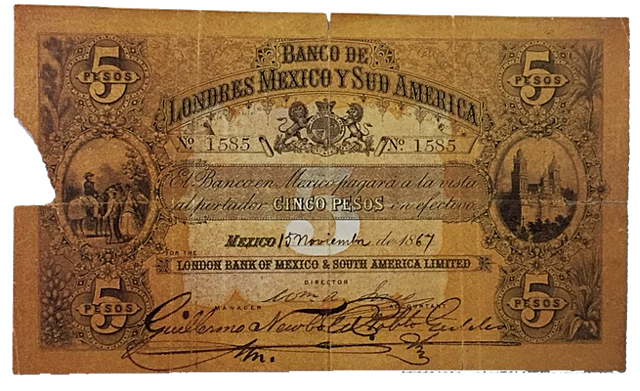 5 PESOS
BANCO DE
5 PESOS
LONDRES MEXICO Y SUD AMERICA
Nº 1585
Nº 1585
El Banco en Mexico pagará a la vista
al portador CINCO PESOS en efectivo.
MEXICO 15 Noviembre de 1867
FOR THE
LONDON BANK OF MEXICO & SOUTH AMERICA LIMITED
DIRECTOR
MANAGER
ACCOUNTANT
Guillermo
5 PESOS
5 PESOS